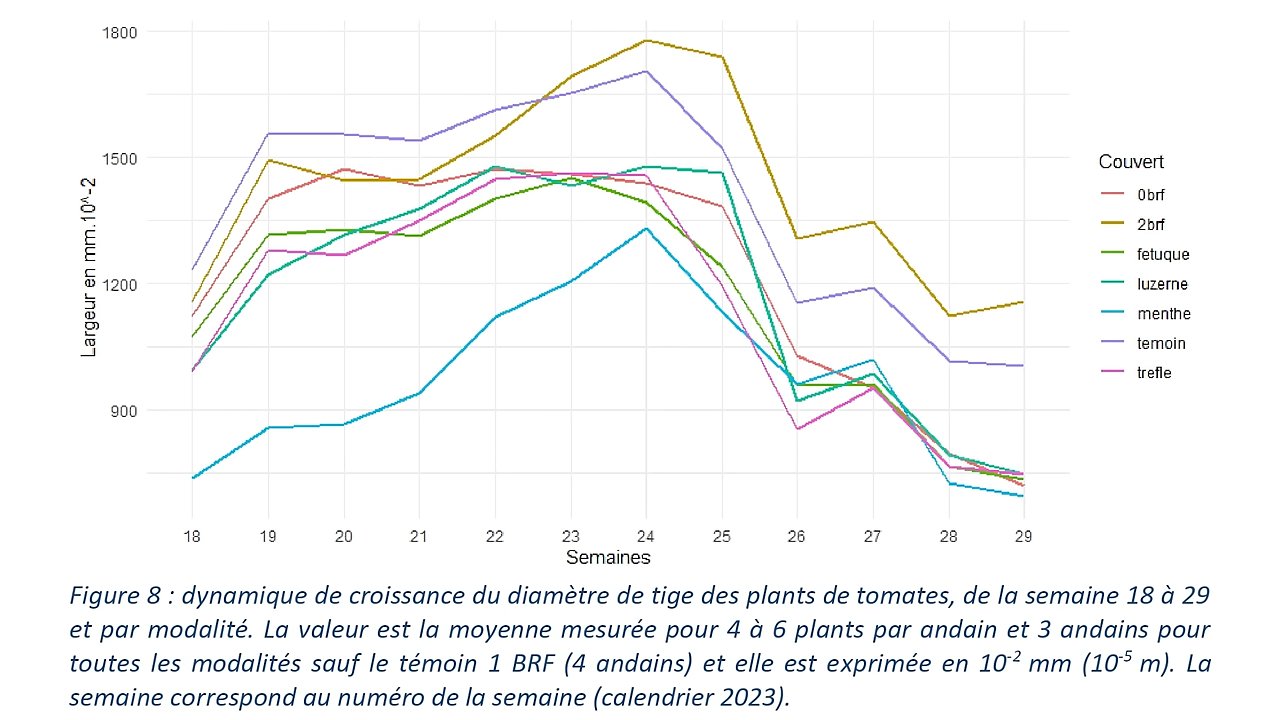 1800
1500
1200
900
Largeur en mm.10^-2
18 19 20 21 22 23 24 25 26 27 28 29
Semaines
Couvert
0brf
2brf
fetuque
luzerne
menthe
temoin
trefle
Figure 8 : dynamique de croissance du diamètre de tige des plants de tomates, de la semaine 18 à 29
et par modalité. La valeur est la moyenne mesurée pour 4 à 6 plants par andain et 3 andains pour
toutes les modalités sauf le témoin 1 BRF (4 andains) et elle est exprimée en 10⁻² mm (10⁻⁵ m). La
semaine correspond au numéro de la semaine (calendrier 2023).